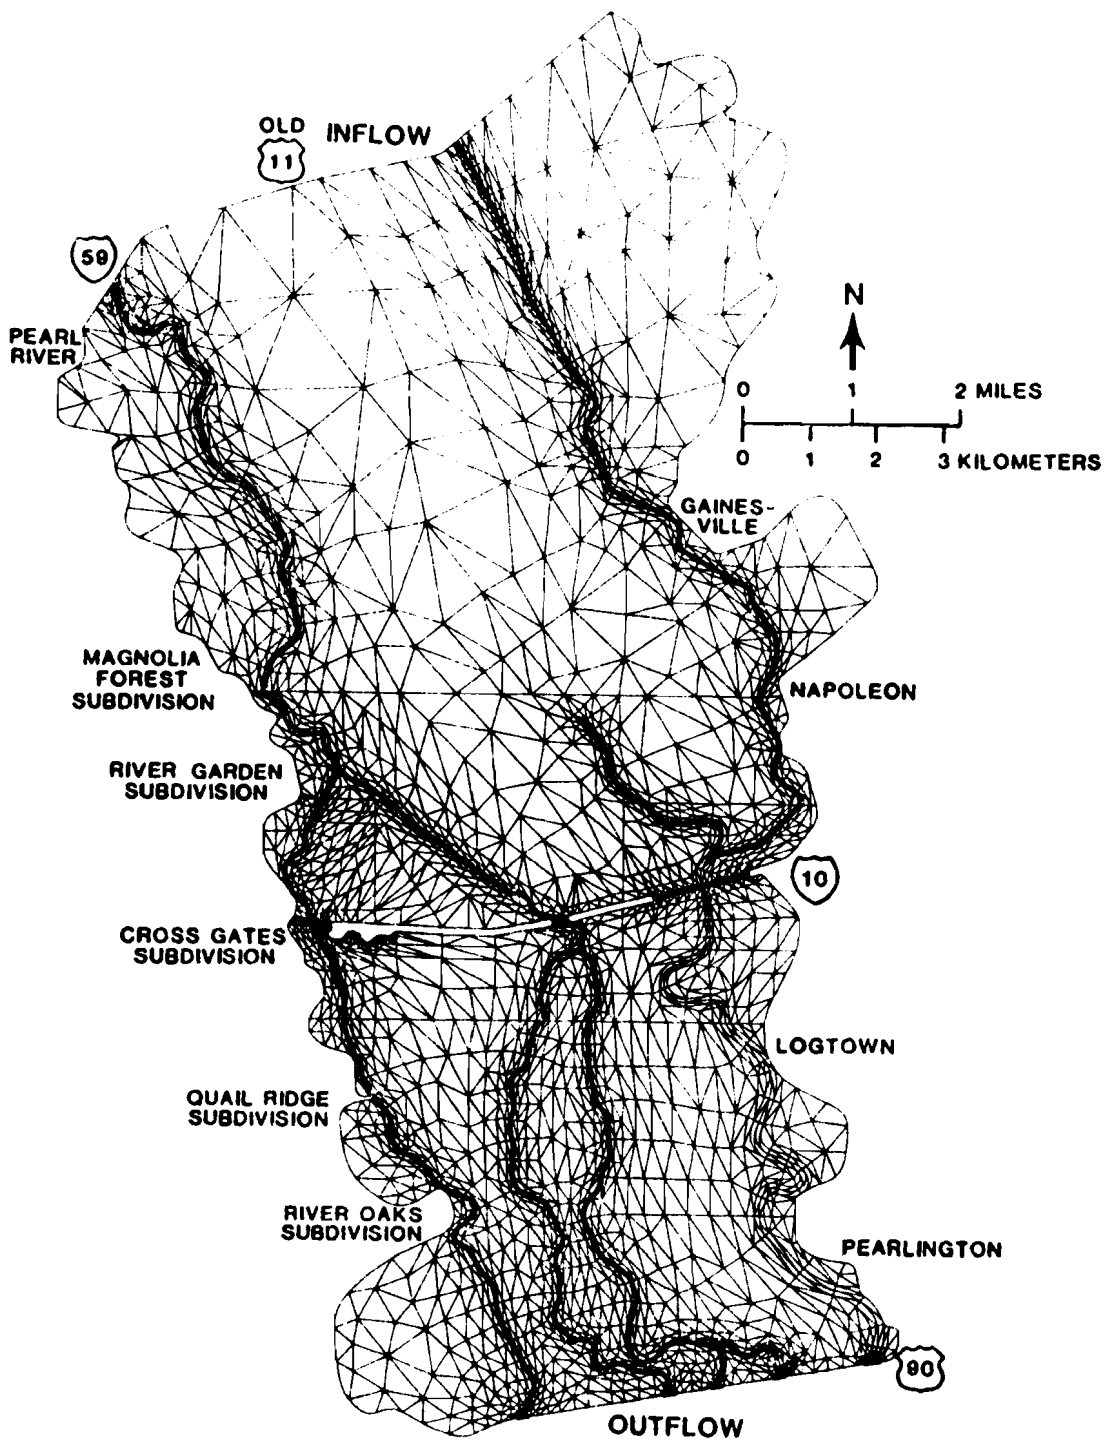 OLD
11
INFLOW
59
PEARL
RIVER
N
0 1 2 MILES
0 1 2 3 KILOMETERS
GAINES-
VILLE
MAGNOLIA
FOREST
SUBDIVISION
NAPOLEON
RIVER GARDEN
SUBDIVISION
10
CROSS GATES
SUBDIVISION
LOGTOWN
QUAIL RIDGE
SUBDIVISION
RIVER OAKS
SUBDIVISION
PEARLINGTON
90
OUTFLOW